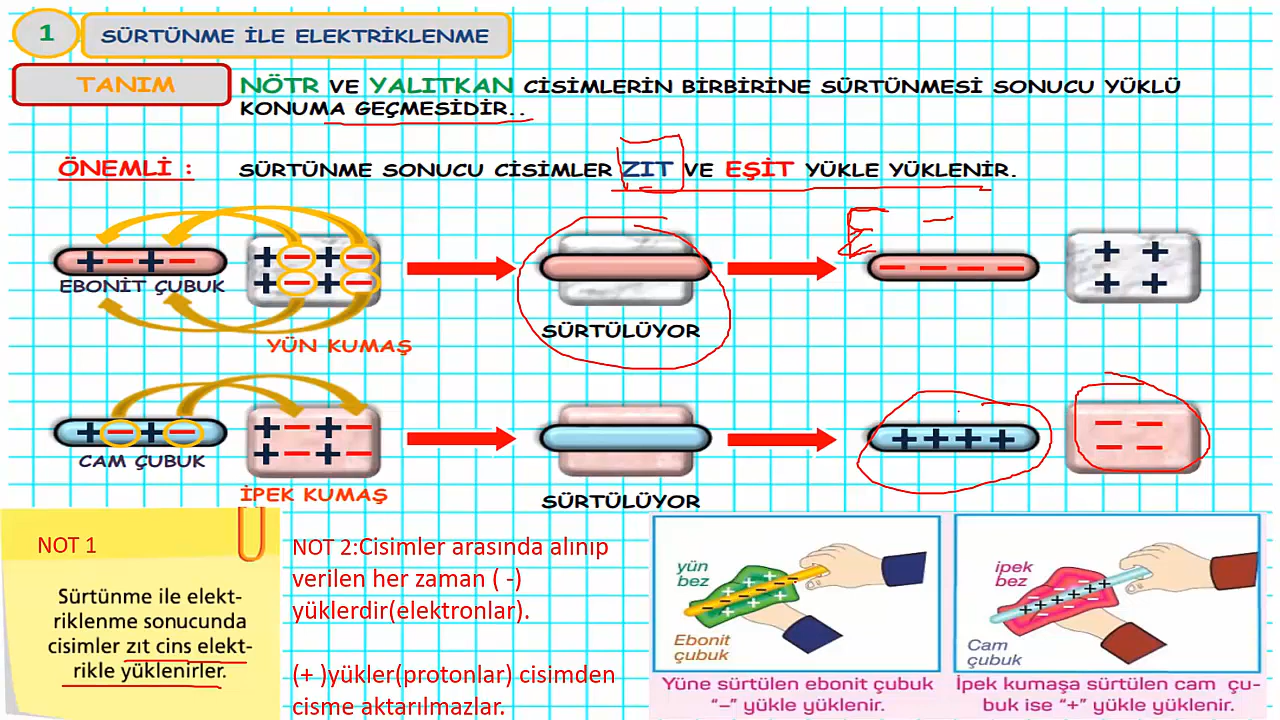 1
SÜRTÜNME İLE ELEKTRİKLENME
TANIM
NÖTR VE YALITKAN CİSİMLERİN BİRBİRİNE SÜRTÜNMESİ SONUCU YÜKLÜ
KONUMA GEÇMESİDİR..
ÖNEMLİ :
SÜRTÜNME SONUCU CİSİMLER ZIT VE EŞİT YÜKLE YÜKLENİR.
E -
+ - + -
+ - + -
+ - + -
EBONİT ÇUBUK
YÜN KUMAŞ
SÜRTÜLÜYOR
- - - -
+ +
+ +
+ - + -
+ - + -
+ - + -
CAM ÇUBUK
İPEK KUMAŞ
SÜRTÜLÜYOR
+ + + +
- -
- -
NOT 1
Sürtünme ile elekt-
riklenme sonucunda
cisimler zıt cins elekt-
rikle yüklenirler.
NOT 2:Cisimler arasında alınıp
verilen her zaman ( -)
yüklerdir(elektronlar).
(+ )yükler(protonlar) cisimden
cisme aktarılmazlar.
yün
bez
Ebonit
çubuk
Yüne sürtülen ebonit çubuk
“–” yükle yüklenir.
ipek
bez
Cam
çubuk
İpek kumaşa sürtülen cam çu-
buk ise “+” yükle yüklenir.